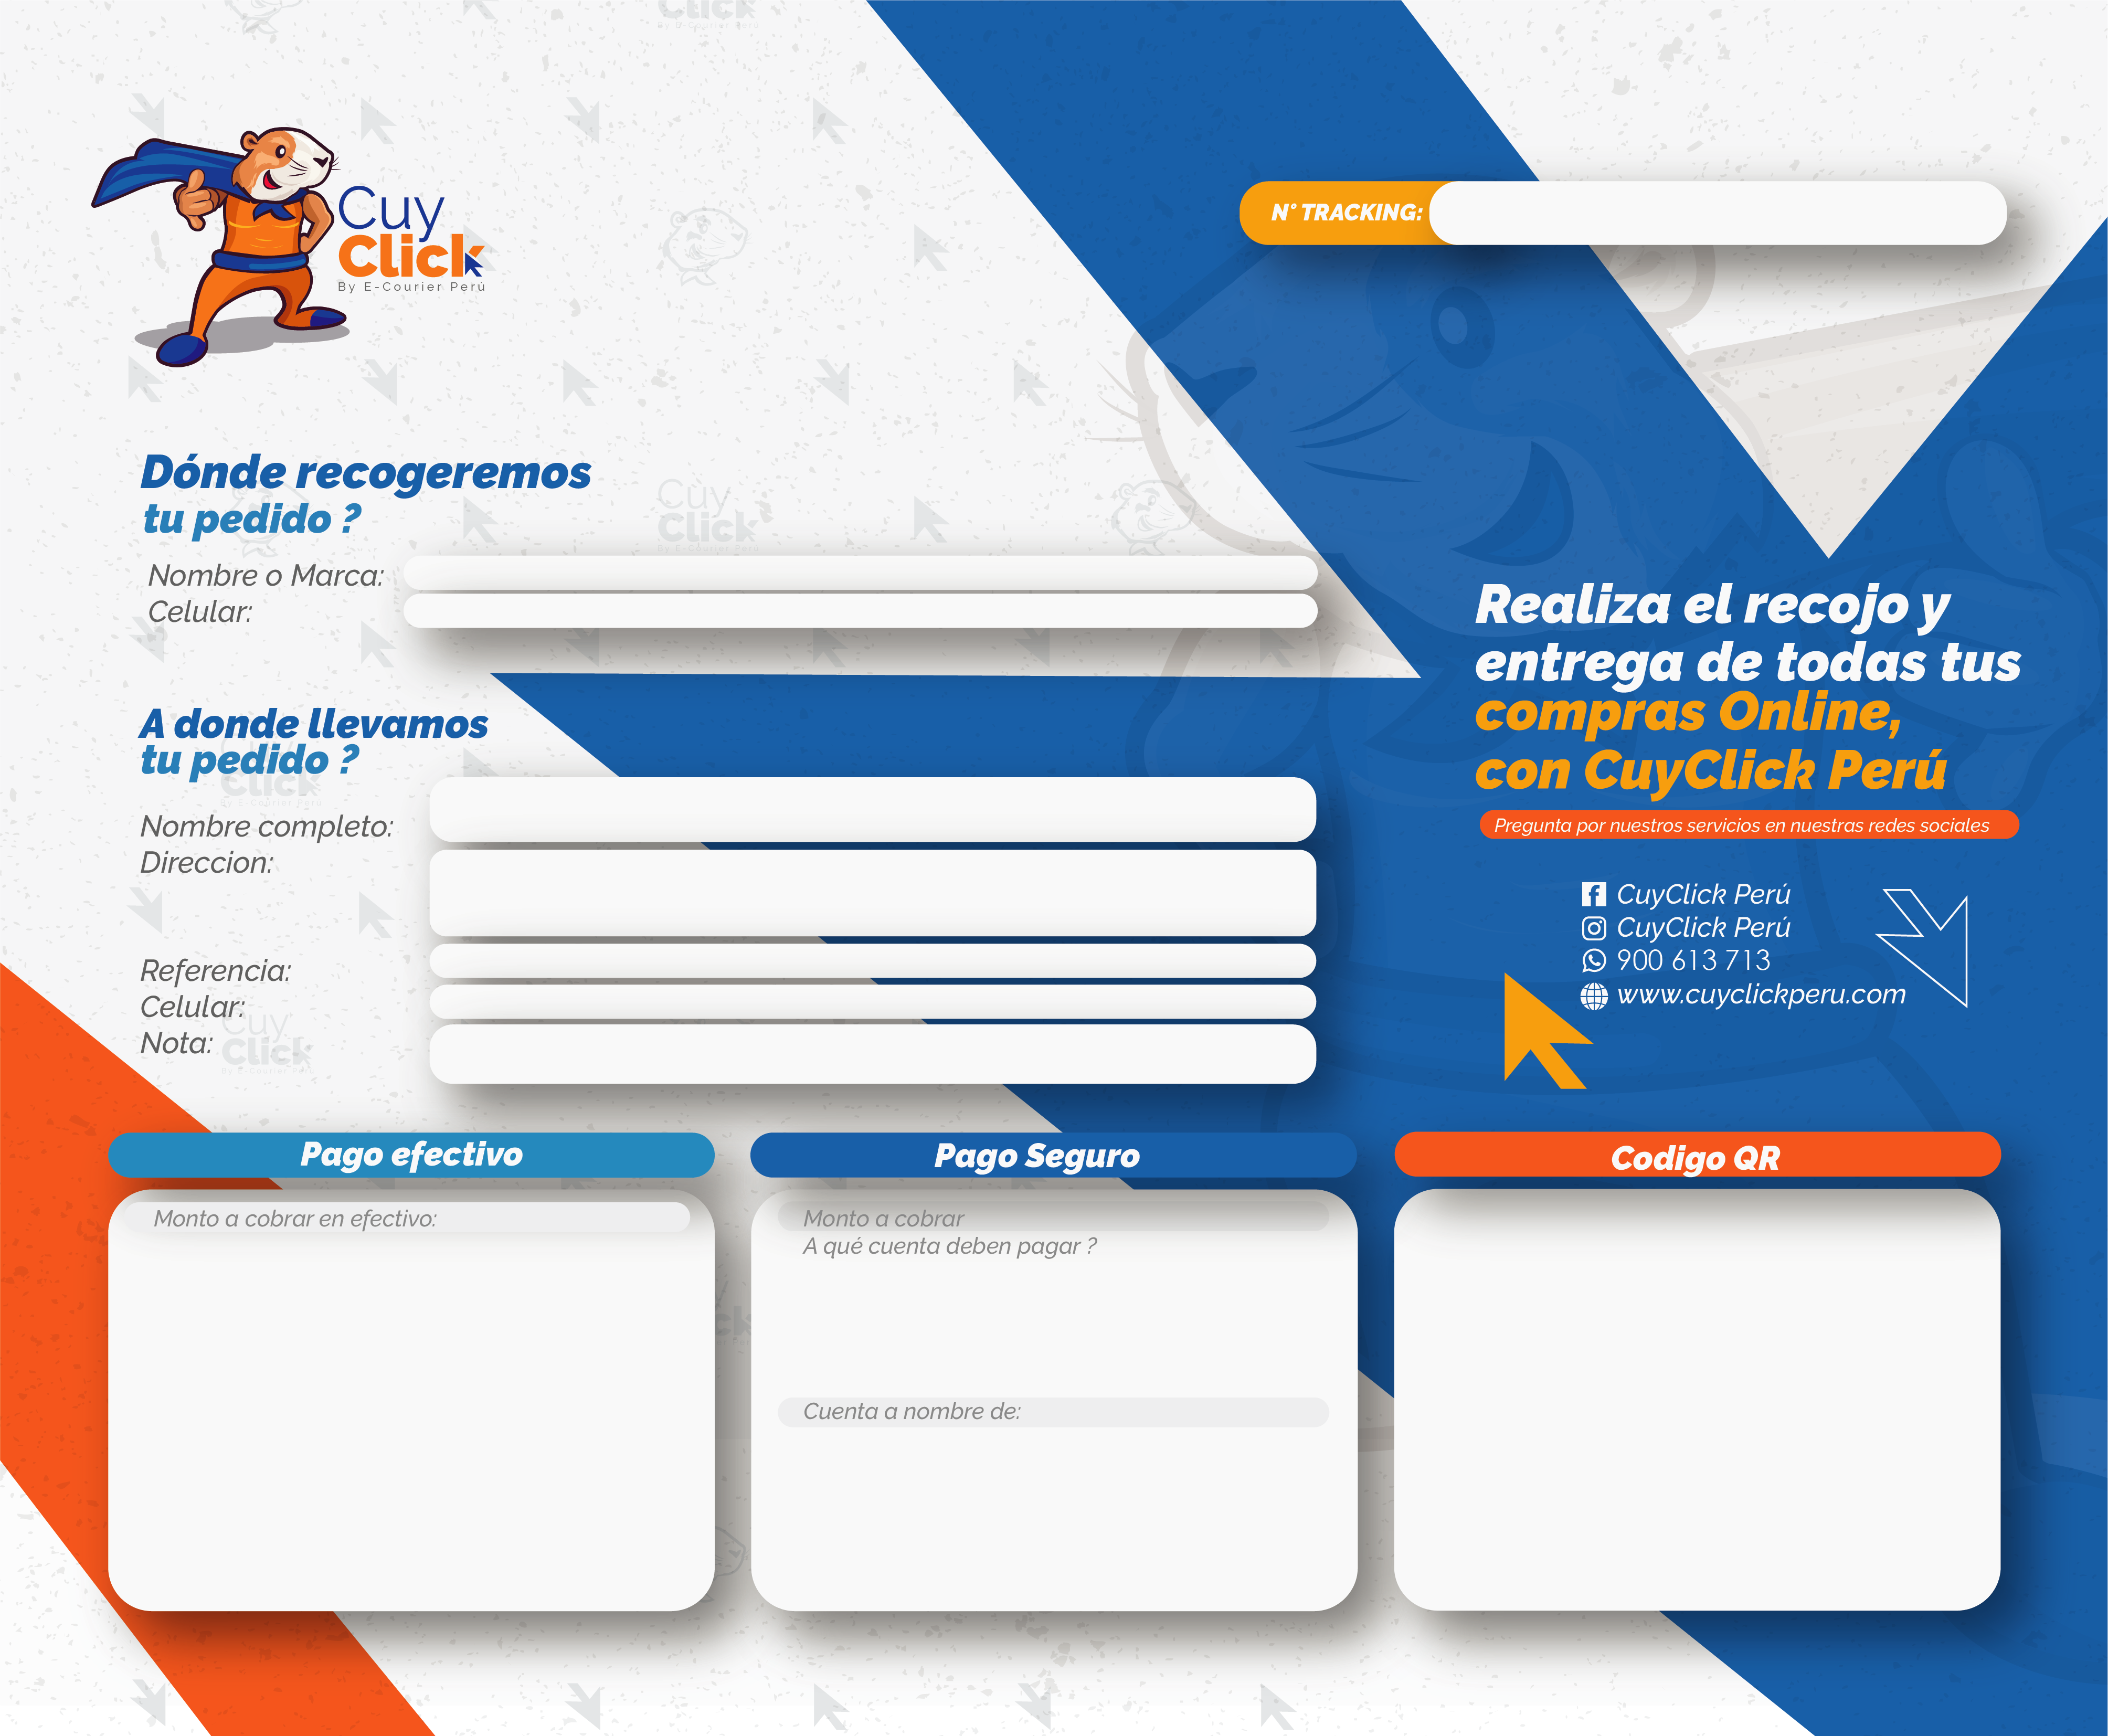 Cuy
Click
By E-Courier Perú
N° TRACKING:
Dónde recogeremos
tu pedido ?
Nombre o Marca:
Celular:
A donde llevamos
tu pedido ?
Nombre completo:
Direccion:
Referencia:
Celular:
Nota:
Realiza el recojo y
entrega de todas tus
compras Online,
con CuyClick Perú
Pregunta por nuestros servicios en nuestras redes sociales
CuyClick Perú
CuyClick Perú
900 613 713
www.cuyclickperu.com
Pago efectivo
Monto a cobrar en efectivo:
Pago Seguro
Monto a cobrar
A qué cuenta deben pagar ?
Cuenta a nombre de:
Codigo QR